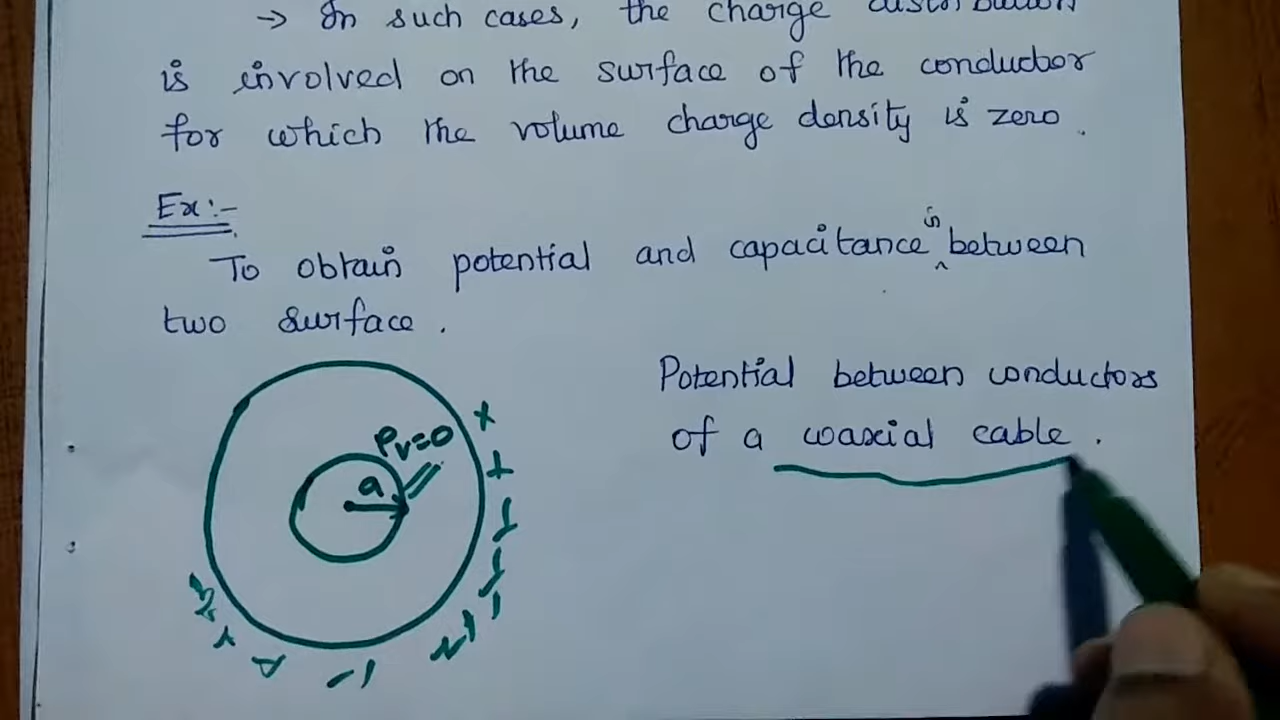 → In such cases, the charge distribution
is involved on the surface of the conductor
for which the volume charge density is zero.
Ex:-
To obtain potential and capacitance in between
two surface.
Potential between conductors
of a coaxial cable.
Pv=0
a